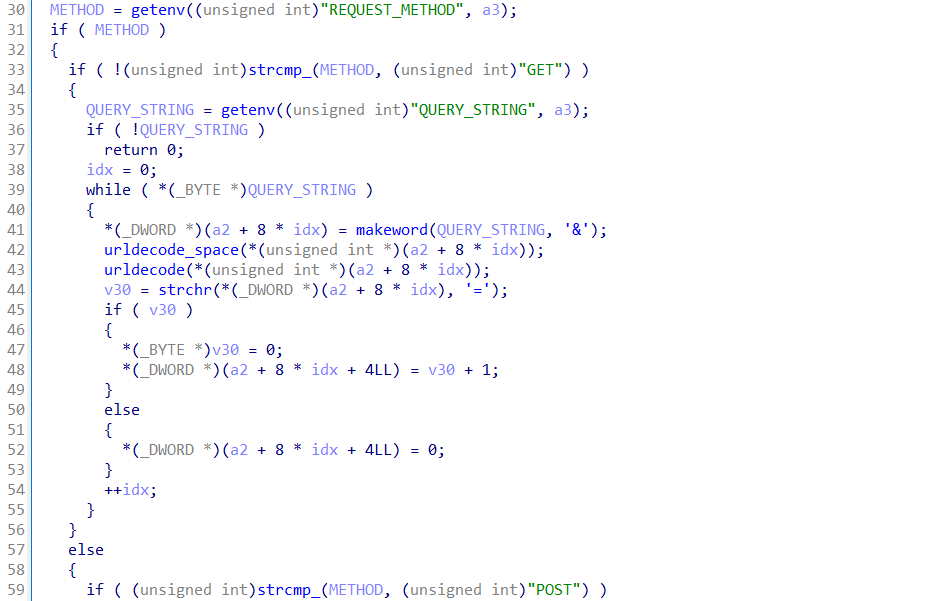 30 METHOD = getenv((unsigned int)"REQUEST_METHOD", a3);
31 if ( METHOD )
32 {
33 if ( !(unsigned int)strcmp_(METHOD, (unsigned int)"GET") )
34 {
35 QUERY_STRING = getenv((unsigned int)"QUERY_STRING", a3);
36 if ( !QUERY_STRING )
37 return 0;
38 idx = 0;
39 while ( *(_BYTE *)QUERY_STRING )
40 {
41 *(_DWORD *)(a2 + 8 * idx) = makeword(QUERY_STRING, '&');
42 urldecode_space(*(unsigned int *)(a2 + 8 * idx));
43 urldecode(*(unsigned int *)(a2 + 8 * idx));
44 v30 = strchr(*(_DWORD *)(a2 + 8 * idx), '=');
45 if ( v30 )
46 {
47 *(_BYTE *)v30 = 0;
48 *(_DWORD *)(a2 + 8 * idx + 4LL) = v30 + 1;
49 }
50 else
51 {
52 *(_DWORD *)(a2 + 8 * idx + 4LL) = 0;
53 }
54 ++idx;
55 }
56 }
57 else
58 {
59 if ( (unsigned int)strcmp_(METHOD, (unsigned int)"POST") )